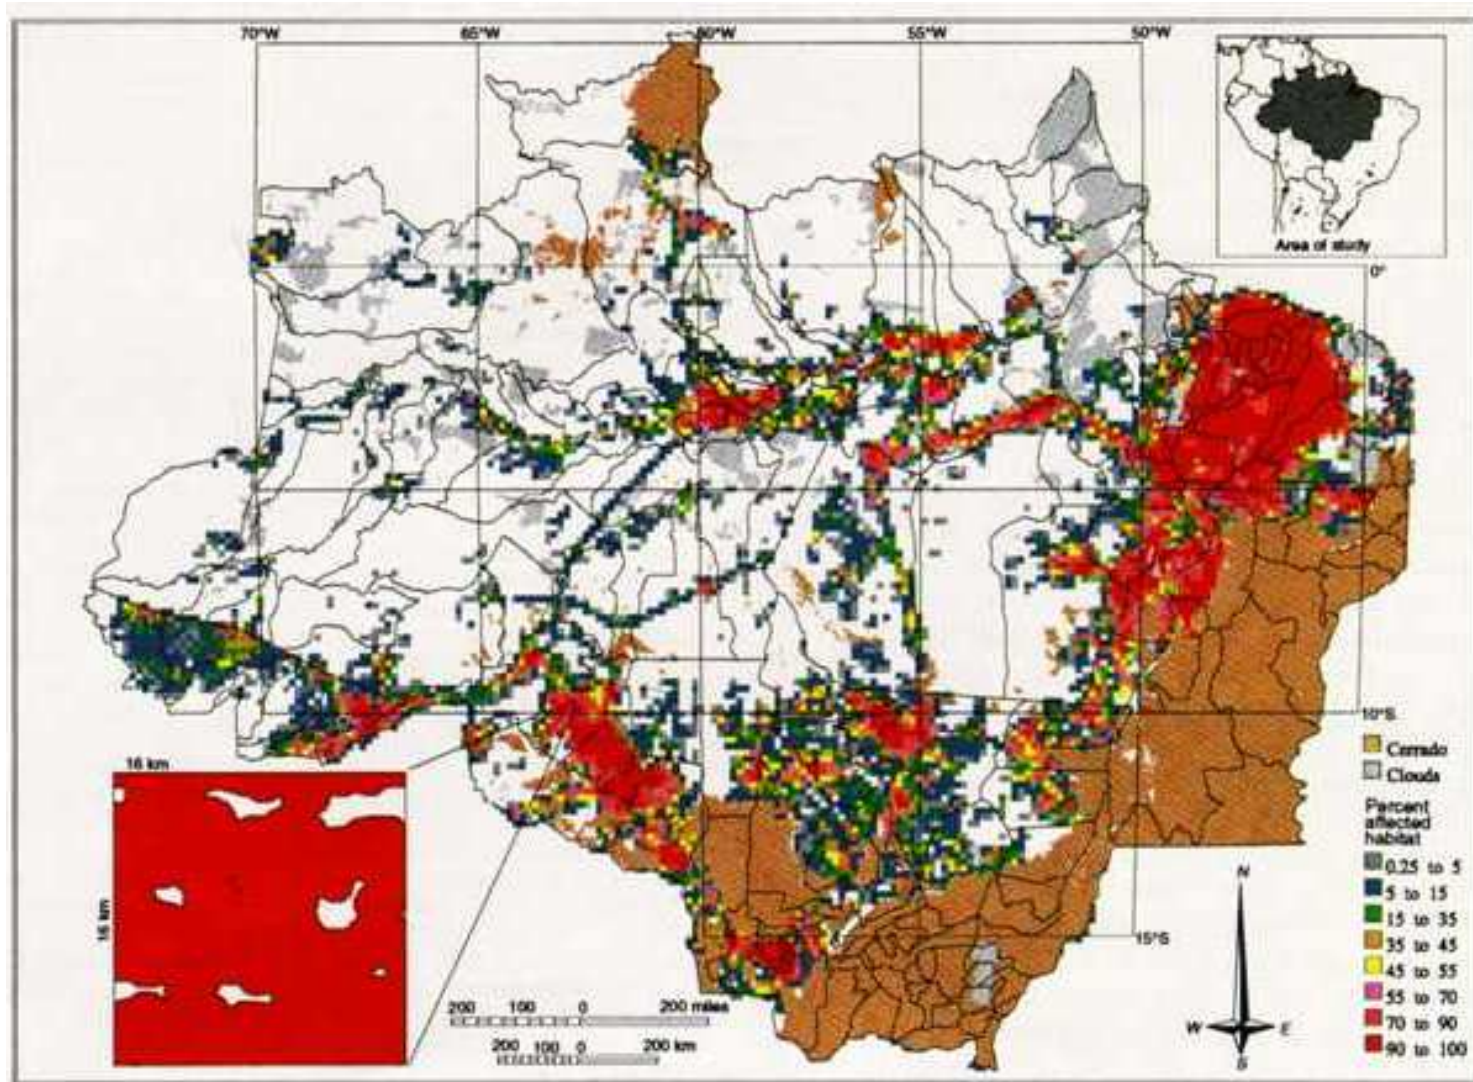 70°W 65°W 60°W 55°W 50°W
Area of study
0°
10°S
15°S
Cerrado
Clouds
Percent
affected
habitat
0.25 to 5
5 to 15
15 to 35
35 to 45
45 to 55
55 to 70
70 to 90
90 to 100
N
W E
S
16 km
16 km
200 100 0 200 miles
200 100 0 200 km